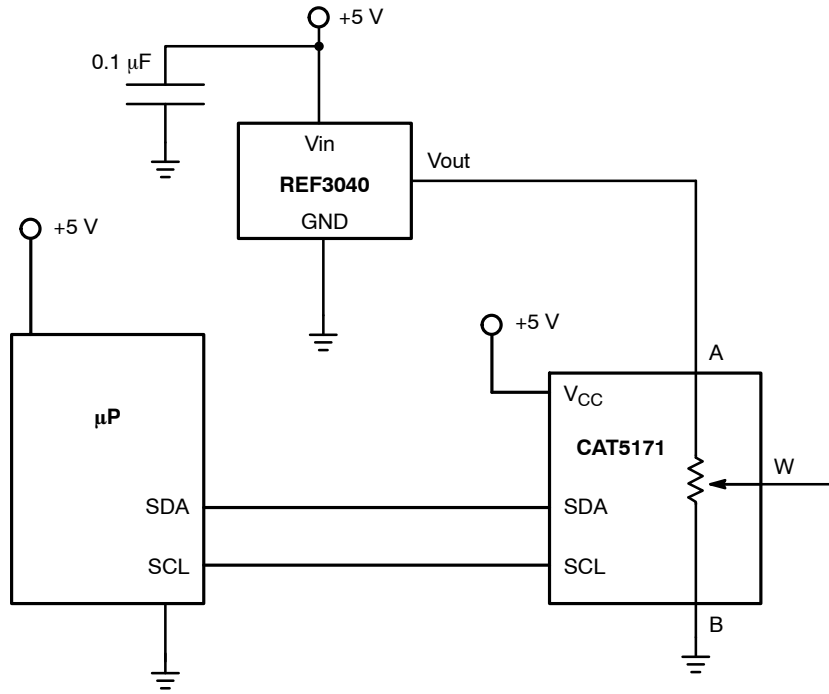 +5 V
0.1 μF
Vin
REF3040
GND
Vout
+5 V
+5 V
A
μP
VCC
CAT5171
W
SDA
SDA
SCL
SCL
B